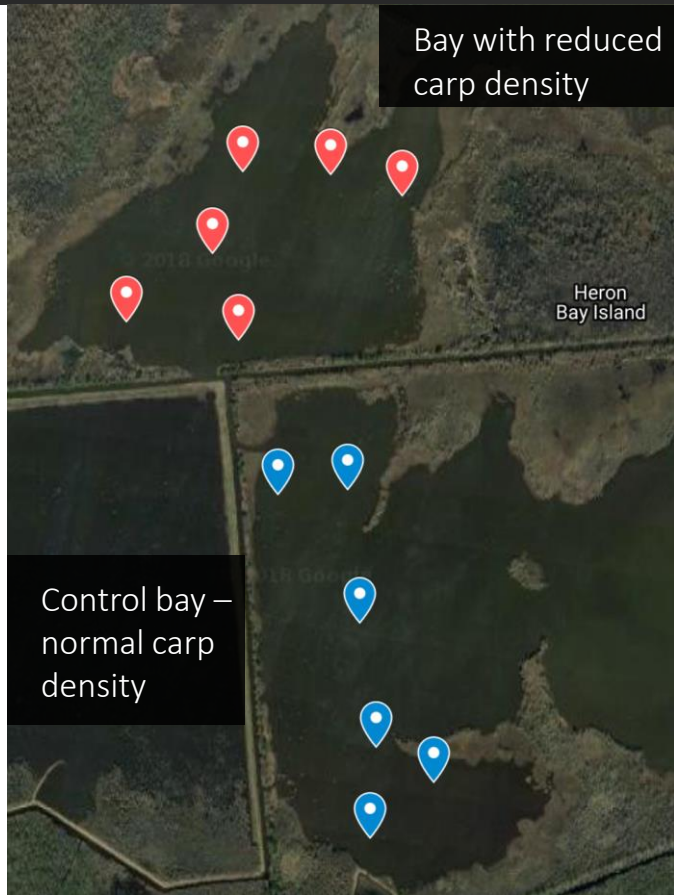 Bay with reduced
carp density
© 2018 Google
Heron
Bay Island
2018 Google
Control bay –
normal carp
density